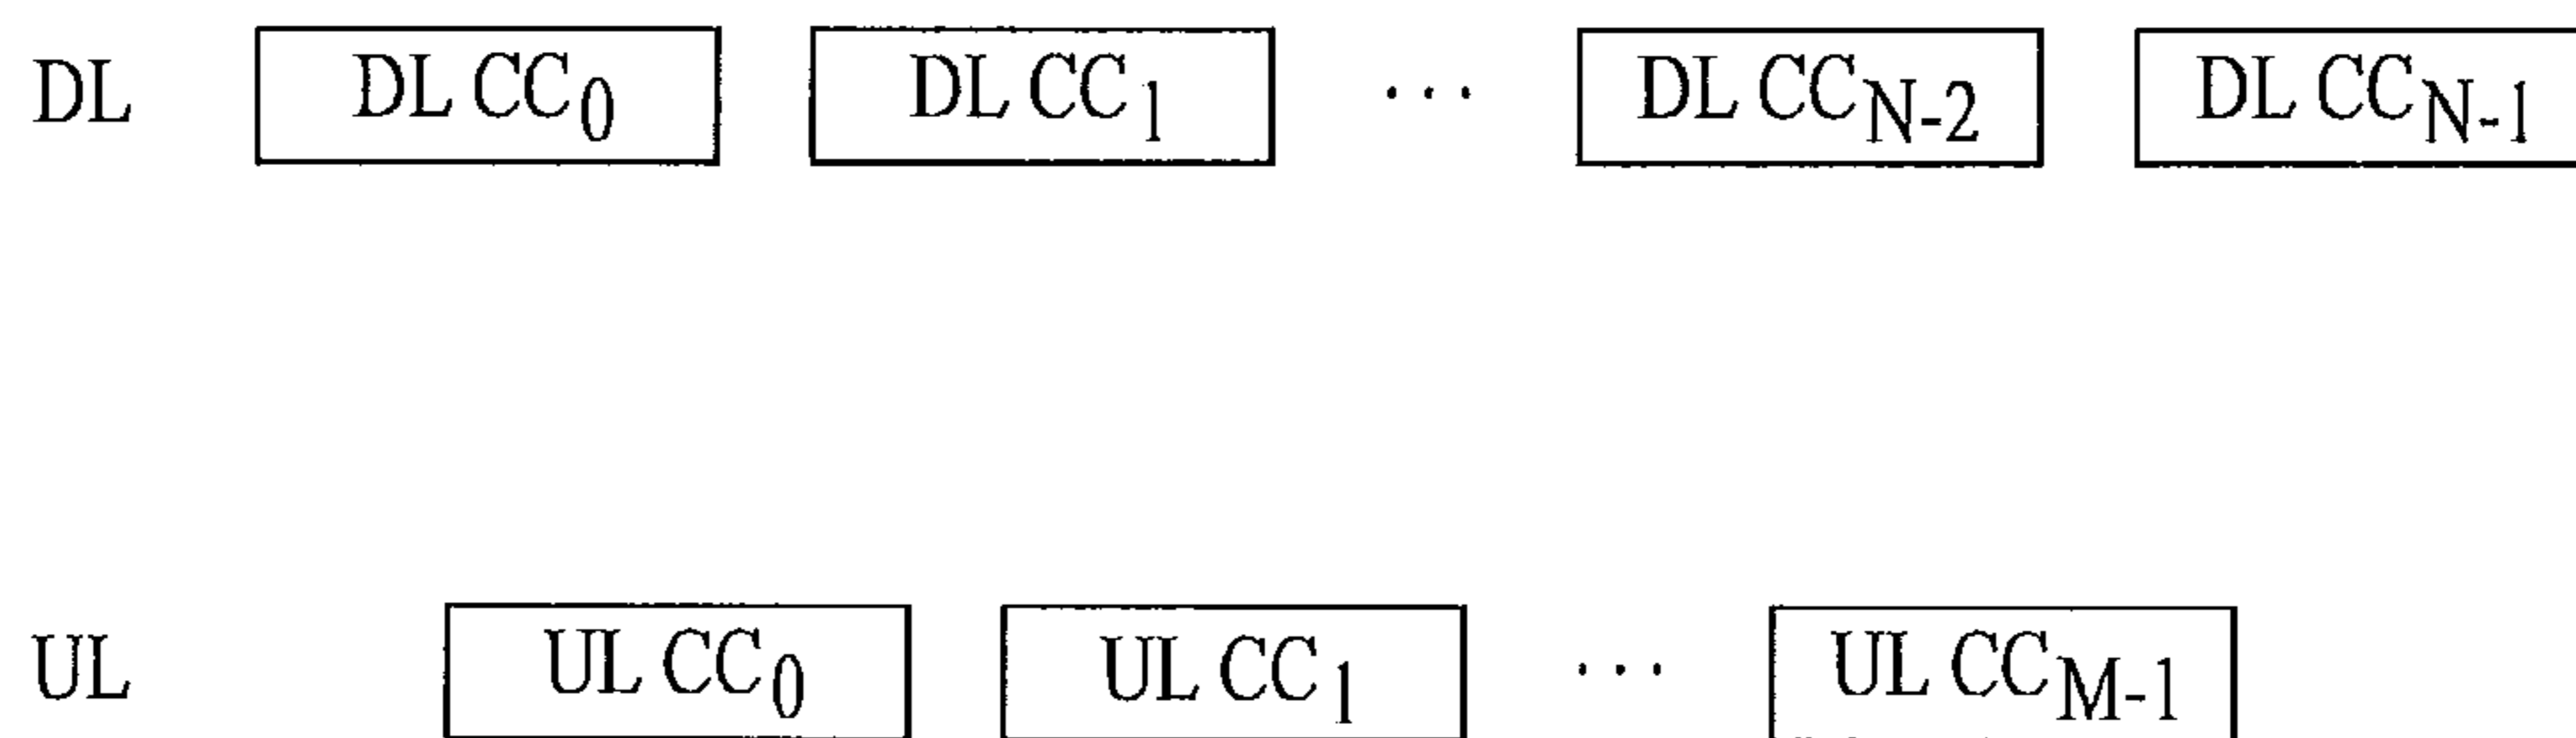 DL DL CC0 DL CC1 ... DL CCN-2 DL CCN-1
UL UL CC0 UL CC1 ... UL CCM-1